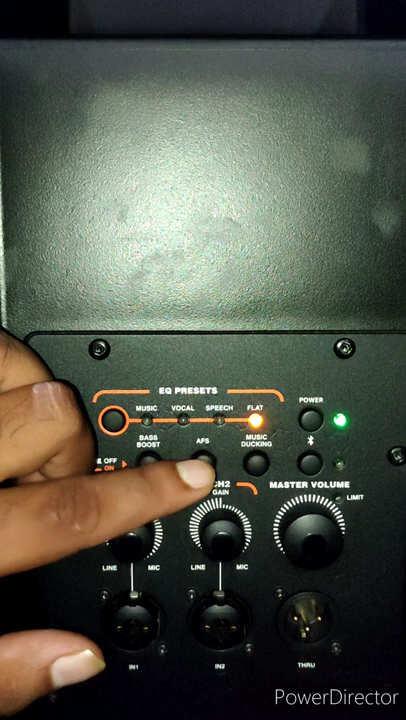 EQ PRESETS
MUSIC VOCAL SPEECH FLAT
POWER
BASS BOOST
AFS
MUSIC DUCKING
OFF
ON
CH2
GAIN
MASTER VOLUME
LIMIT
LINE MIC
LINE MIC
IN1
IN2
THRU
PowerDirector